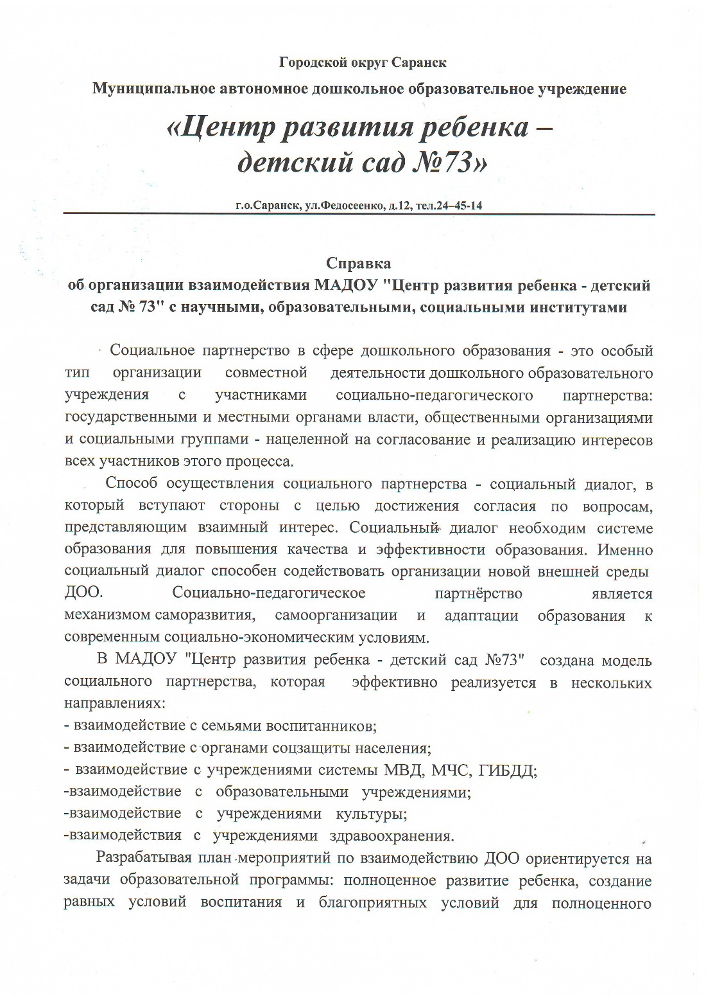 Городской округ Саранск
Муниципальное автономное дошкольное образовательное учреждение
«Центр развития ребенка –
детский сад №73»
г.о.Саранск, ул.Федосеенко, д.12, тел.24–45-14
Справка
об организации взаимодействия МАДОУ "Центр развития ребенка - детский
сад № 73" с научными, образовательными, социальными институтами
Социальное партнерство в сфере дошкольного образования - это особый
тип организации совместной деятельности дошкольного образовательного
учреждения с участниками социально-педагогического партнерства:
государственными и местными органами власти, общественными организациями
и социальными группами - нацеленной на согласование и реализацию интересов
всех участников этого процесса.
Способ осуществления социального партнерства - социальный диалог, в
который вступают стороны с целью достижения согласия по вопросам,
представляющим взаимный интерес. Социальный диалог необходим системе
образования для повышения качества и эффективности образования. Именно
социальный диалог способен содействовать организации новой внешней среды
ДОО. Социально-педагогическое партнёрство является
механизмом саморазвития, самоорганизации и адаптации образования к
современным социально-экономическим условиям.
В МАДОУ "Центр развития ребенка - детский сад №73" создана модель
социального партнерства, которая эффективно реализуется в нескольких
направлениях:
- взаимодействие с семьями воспитанников;
- взаимодействие с органами соцзащиты населения;
- взаимодействие с учреждениями системы МВД, МЧС, ГИБДД;
-взаимодействие с образовательными учреждениями;
-взаимодействие с учреждениями культуры;
-взаимодействия с учреждениями здравоохранения.
Разрабатывая план мероприятий по взаимодействию ДОО ориентируется на
задачи образовательной программы: полноценное развитие ребенка, создание
равных условий воспитания и благоприятных условий для полноценного